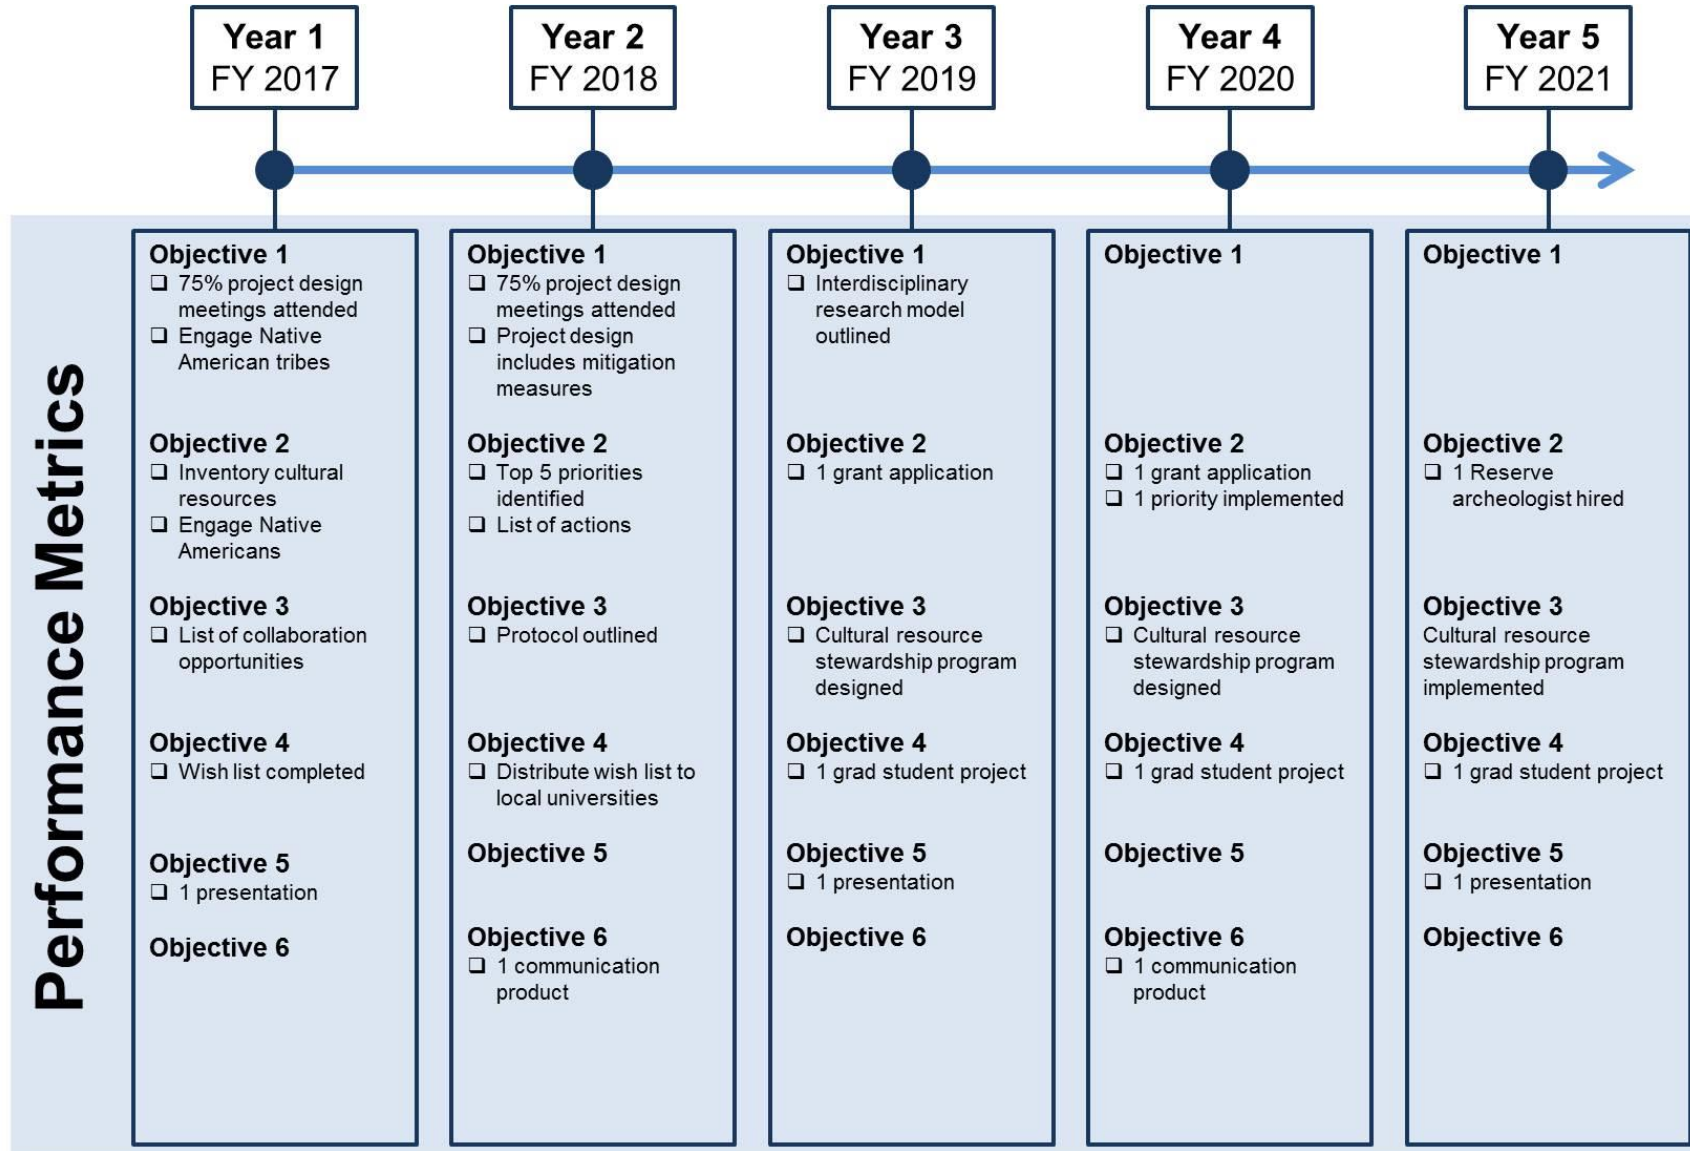 Year 1
FY 2017
Year 2
FY 2018
Year 3
FY 2019
Year 4
FY 2020
Year 5
FY 2021
Performance Metrics
Objective 1
❑ 75% project design
meetings attended
❑ Engage Native
American tribes
Objective 2
❑ Inventory cultural
resources
❑ Engage Native
Americans
Objective 3
❑ List of collaboration
opportunities
Objective 4
❑ Wish list completed
Objective 5
❑ 1 presentation
Objective 6
Objective 1
❑ 75% project design
meetings attended
❑ Project design
includes mitigation
measures
Objective 2
❑ Top 5 priorities
identified
❑ List of actions
Objective 3
❑ Protocol outlined
Objective 4
❑ Distribute wish list to
local universities
Objective 5
Objective 6
❑ 1 communication
product
Objective 1
❑ Interdisciplinary
research model
outlined
Objective 2
❑ 1 grant application
Objective 3
❑ Cultural resource
stewardship program
designed
Objective 4
❑ 1 grad student project
Objective 5
❑ 1 presentation
Objective 6
Objective 1
Objective 2
❑ 1 grant application
❑ 1 priority implemented
Objective 3
❑ Cultural resource
stewardship program
designed
Objective 4
❑ 1 grad student project
Objective 5
Objective 6
❑ 1 communication
product
Objective 1
Objective 2
❑ 1 Reserve
archeologist hired
Objective 3
Cultural resource
stewardship program
implemented
Objective 4
❑ 1 grad student project
Objective 5
❑ 1 presentation
Objective 6